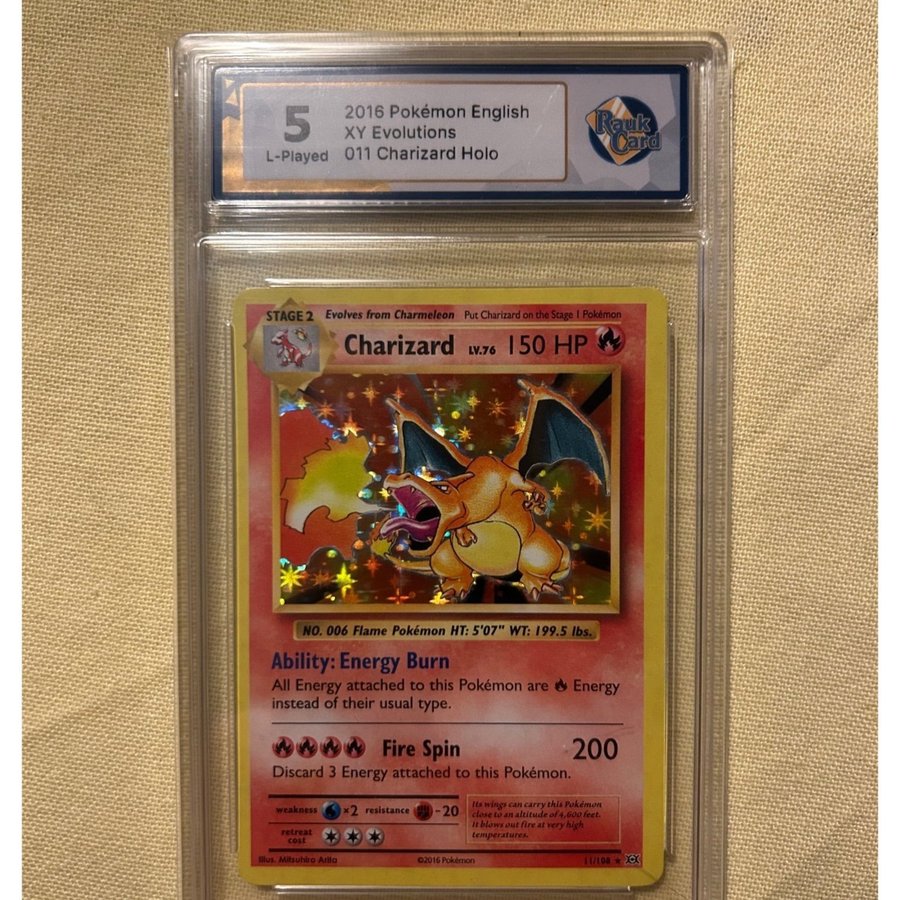 5
L-Played
2016 Pokémon English
XY Evolutions
011 Charizard Holo
Rauk
Card
STAGE 2 Evolves from Charmeleon Put Charizard on the Stage 1 Pokémon
Charizard LV.76 150 HP
NO. 006 Flame Pokémon HT: 5'07" WT: 199.5 lbs.
Ability: Energy Burn
All Energy attached to this Pokémon are Energy
instead of their usual type.
Fire Spin 200
Discard 3 Energy attached to this Pokémon.
weakness ×2 resistance -20
retreat
cost
Its wings can carry this Pokémon
close to an altitude of 4,600 feet.
It blows out fire at very high
temperatures.
Illus. Mitsuhiro Arita ©2016 Pokémon 11/108